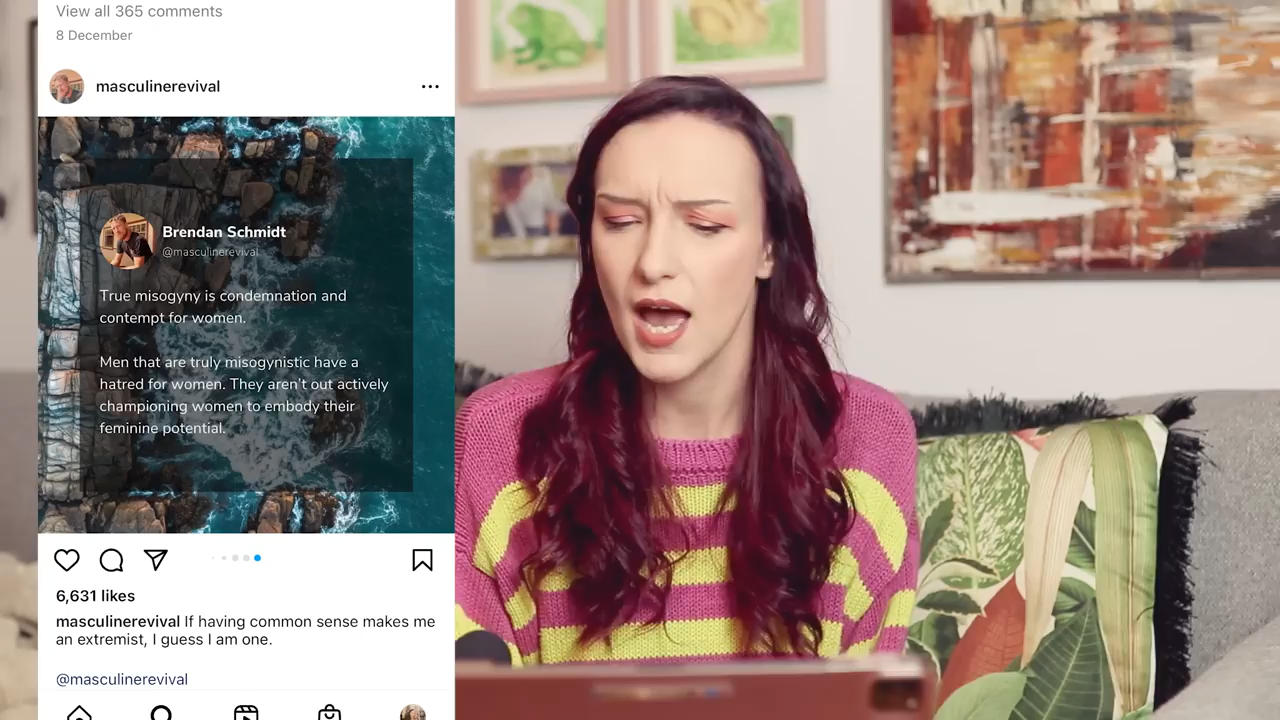 View all 365 comments
8 December
masculinerevival
Brendan Schmidt
@masculinerevival
True misogyny is condemnation and
contempt for women.
Men that are truly misogynistic have a
hatred for women. They aren't out actively
championing women to embody their
feminine potential.
6,631 likes
masculinerevival If having common sense makes me
an extremist, I guess I am one.
@masculinerevival